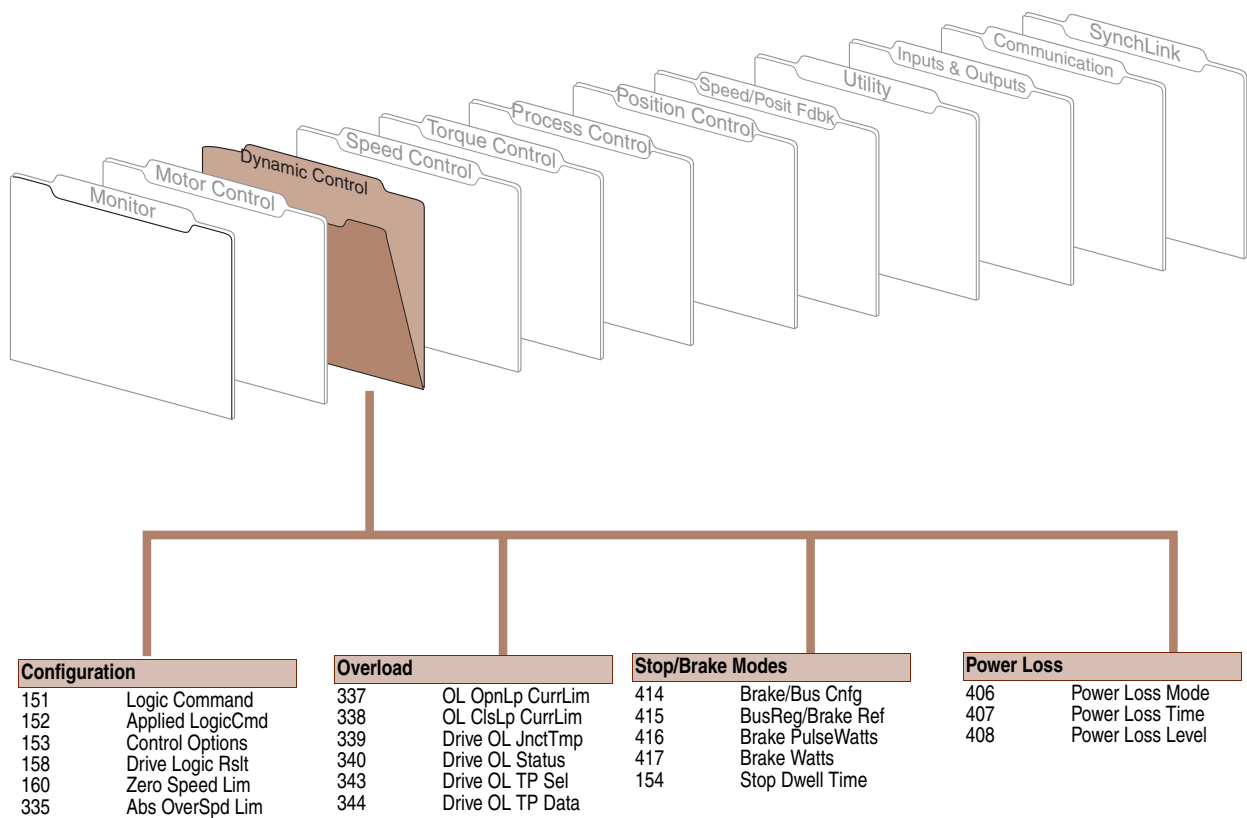 Monitor
Motor Control
Dynamic Control
Speed Control
Torque Control
Process Control
Position Control
Speed/Posit Fdbk
Utility
Inputs & Outputs
Communication
SynchLink
Configuration
151 Logic Command
152 Applied LogicCmd
153 Control Options
158 Drive Logic Rslt
160 Zero Speed Lim
335 Abs OverSpd Lim
Overload
337 OL OpnLp CurrLim
338 OL ClsLp CurrLim
339 Drive OL JnctTmp
340 Drive OL Status
343 Drive OL TP Sel
344 Drive OL TP Data
Stop/Brake Modes
414 Brake/Bus Cnfg
415 BusReg/Brake Ref
416 Brake PulseWatts
417 Brake Watts
154 Stop Dwell Time
Power Loss
406 Power Loss Mode
407 Power Loss Time
408 Power Loss Level